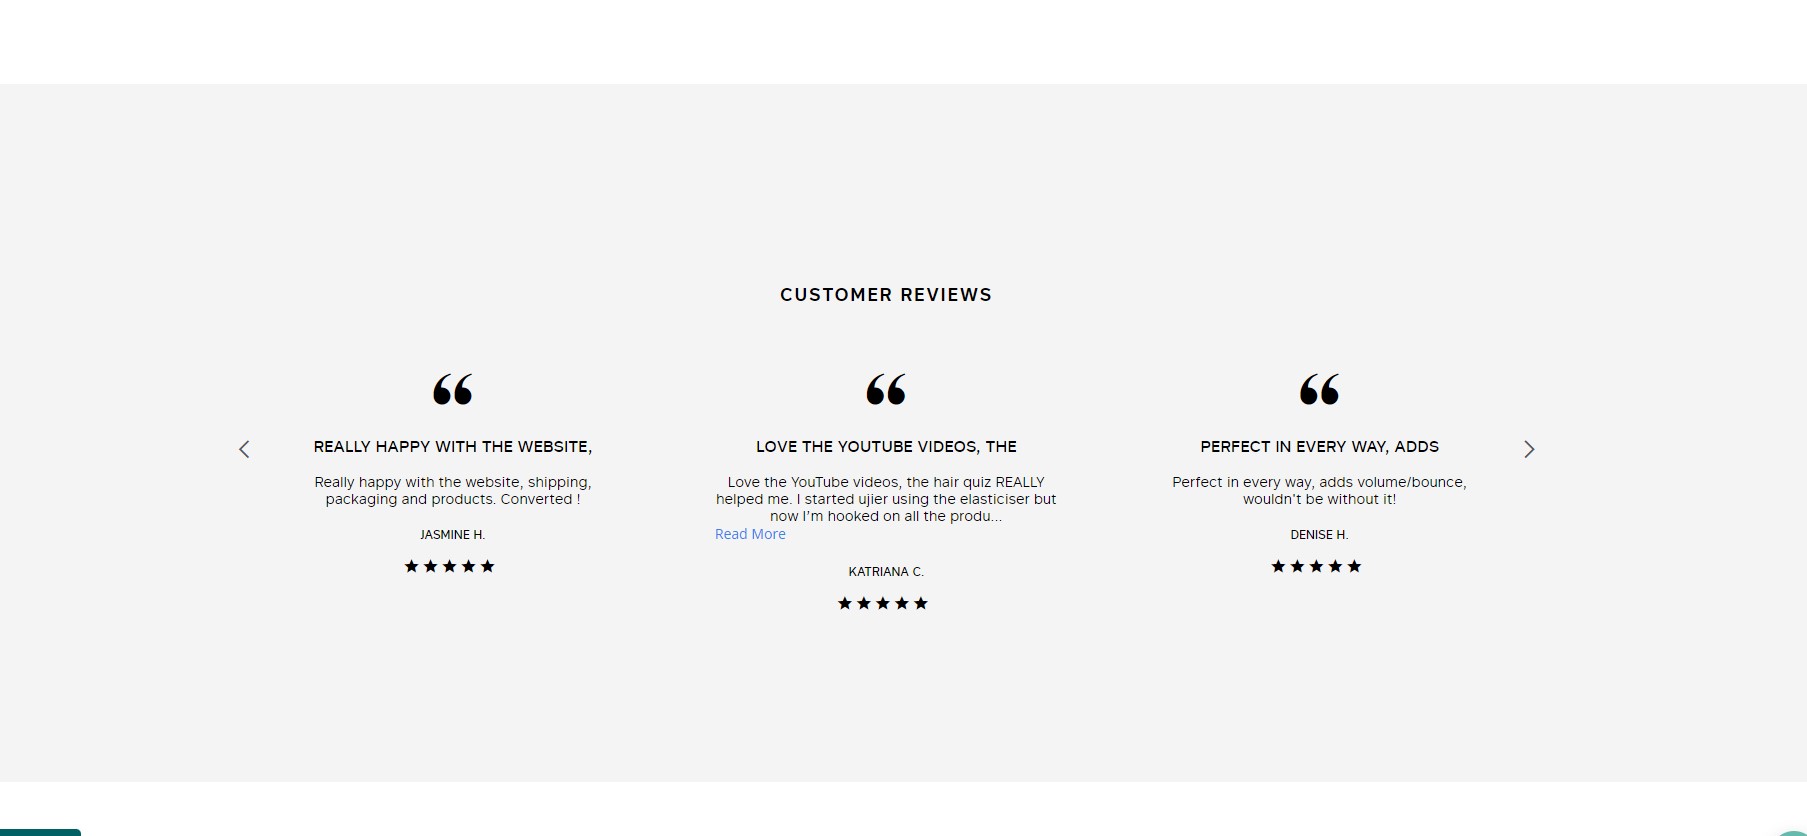 CUSTOMER REVIEWS
“
REALLY HAPPY WITH THE WEBSITE,
Really happy with the website, shipping,
packaging and products. Converted !
JASMINE H.
★★★★★
“
LOVE THE YOUTUBE VIDEOS, THE
Love the YouTube videos, the hair quiz REALLY
helped me. I started ujier using the elasticiser but
now I'm hooked on all the produ...
Read More
KATRIANA C.
★★★★★
“
PERFECT IN EVERY WAY, ADDS
Perfect in every way, adds volume/bounce,
wouldn't be without it!
DENISE H.
★★★★★